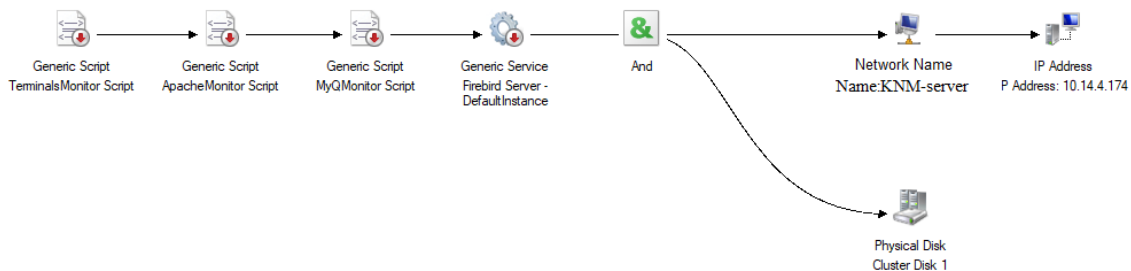 Generic Script
TerminalsMonitor Script
Generic Script
ApacheMonitor Script
Generic Script
MyQMonitor Script
Generic Service
Firebird Server -
DefaultInstance
&
And
Network Name
Name:KNM-server
IP Address
P Address: 10.14.4.174
Physical Disk
Cluster Disk 1